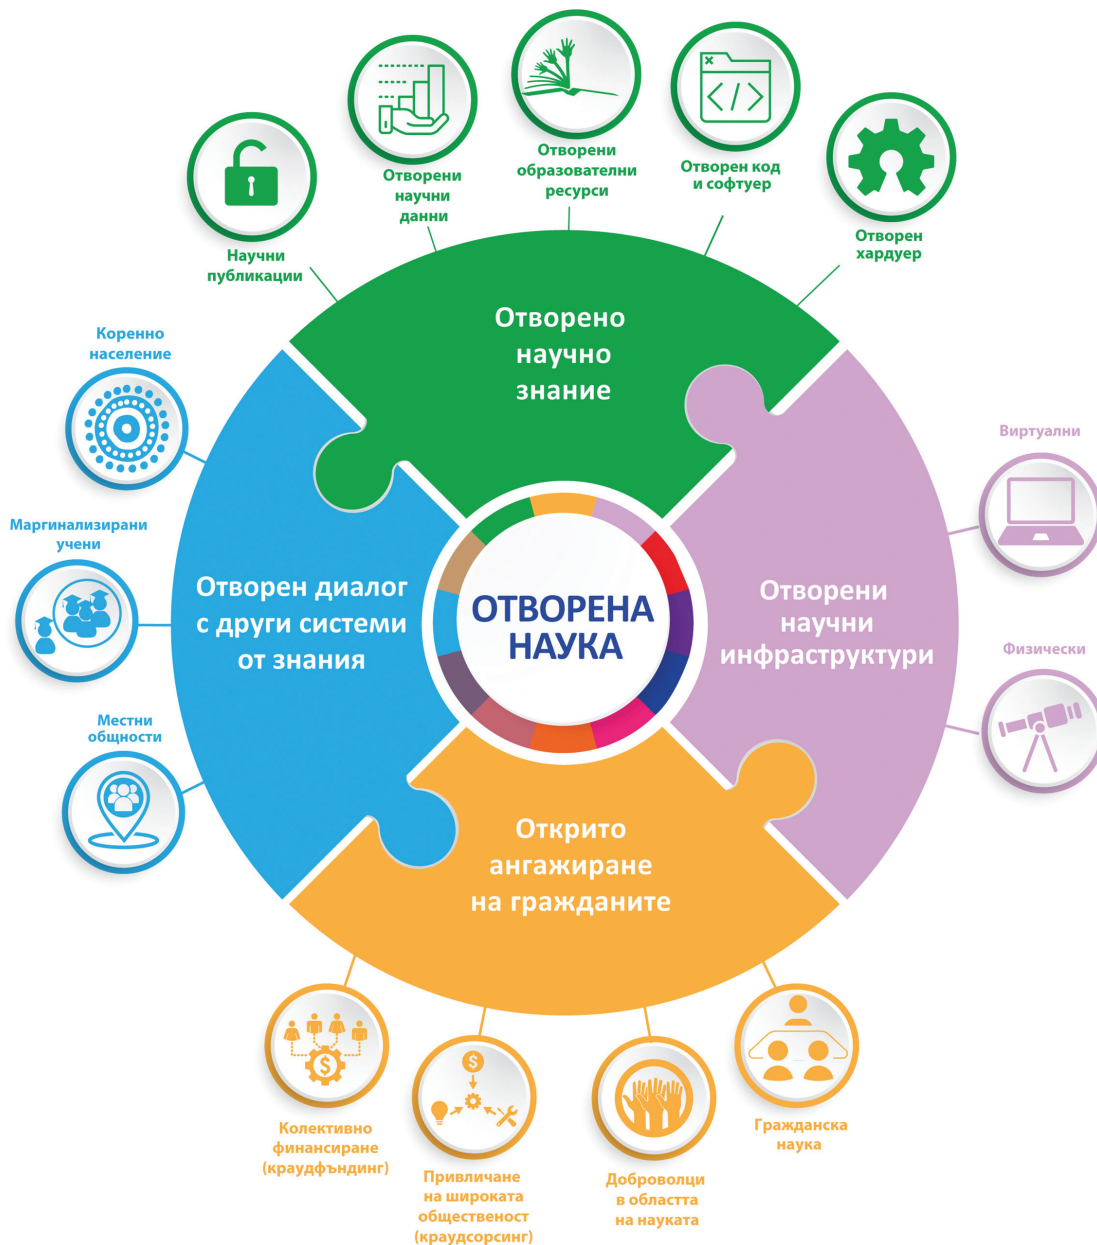 Научни
публикации
Отворени
научни
данни
Отворени
образователни
ресурси
Отворен код
и софтуер
Отворен
хардуер
Отворено
научно
знание
Коренно
население
Маргинализирани
учени
Местни
общности
Отворен диалог
с други системи
от знания
ОТВОРЕНА
НАУКА
Отворени
научни
инфраструктури
Виртуални
Физически
Открито
ангажиране
на гражданите
Колективно
финансиране
(краудфъндинг)
Привличане
на широката
общественост
(краудсорсинг)
Доброволци
в областта
на науката
Гражданска
наука
$
$